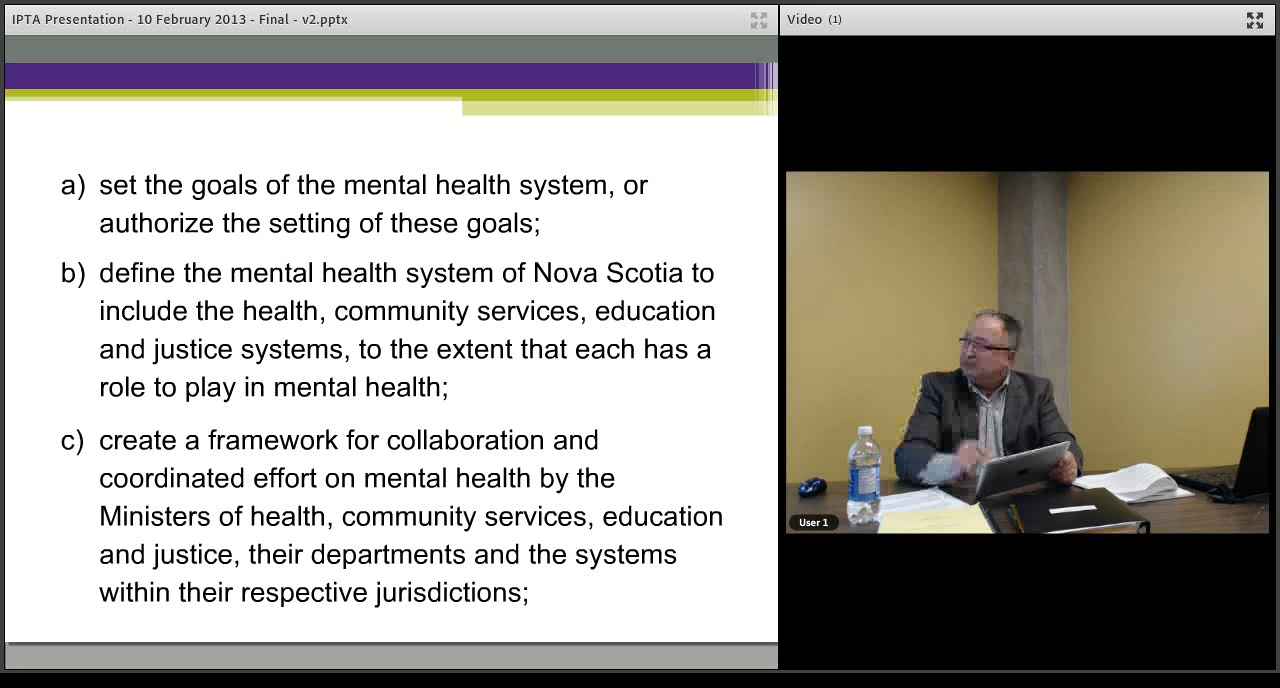 IPTA Presentation - 10 February 2013 - Final - v2.pptx
Video (1)
a) set the goals of the mental health system, or
authorize the setting of these goals;
b) define the mental health system of Nova Scotia to
include the health, community services, education
and justice systems, to the extent that each has a
role to play in mental health;
c) create a framework for collaboration and
coordinated effort on mental health by the
Ministers of health, community services, education
and justice, their departments and the systems
within their respective jurisdictions;
User 1